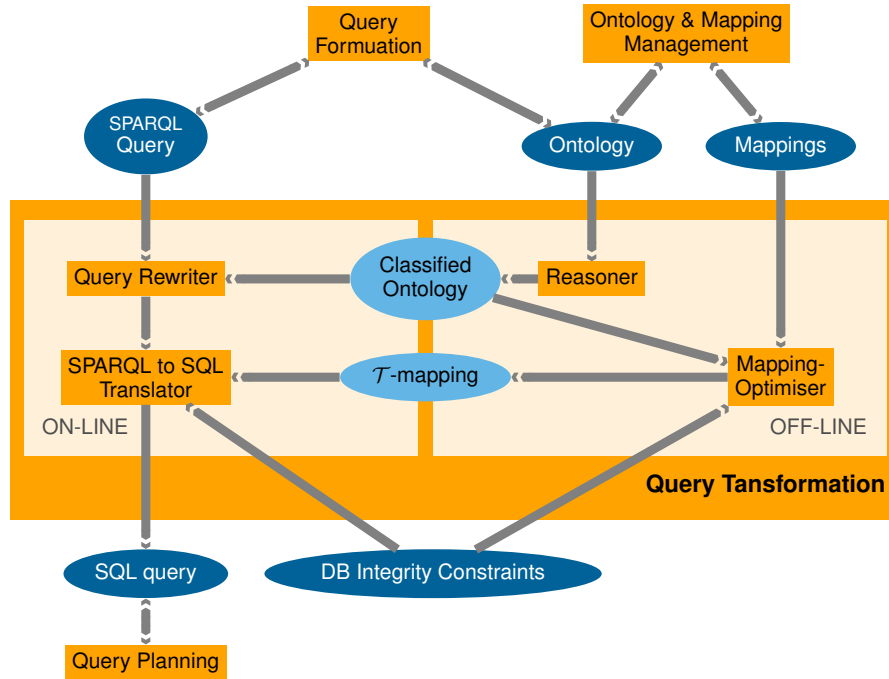 Query
Formuation
Ontology & Mapping
Management
SPARQL
Query
Ontology
Mappings
Query Rewriter
Classified
Ontology
Reasoner
SPARQL to SQL
Translator
𝒯-mapping
Mapping-
Optimiser
ON-LINE
OFF-LINE
Query Tansformation
SQL query
DB Integrity Constraints
Query Planning